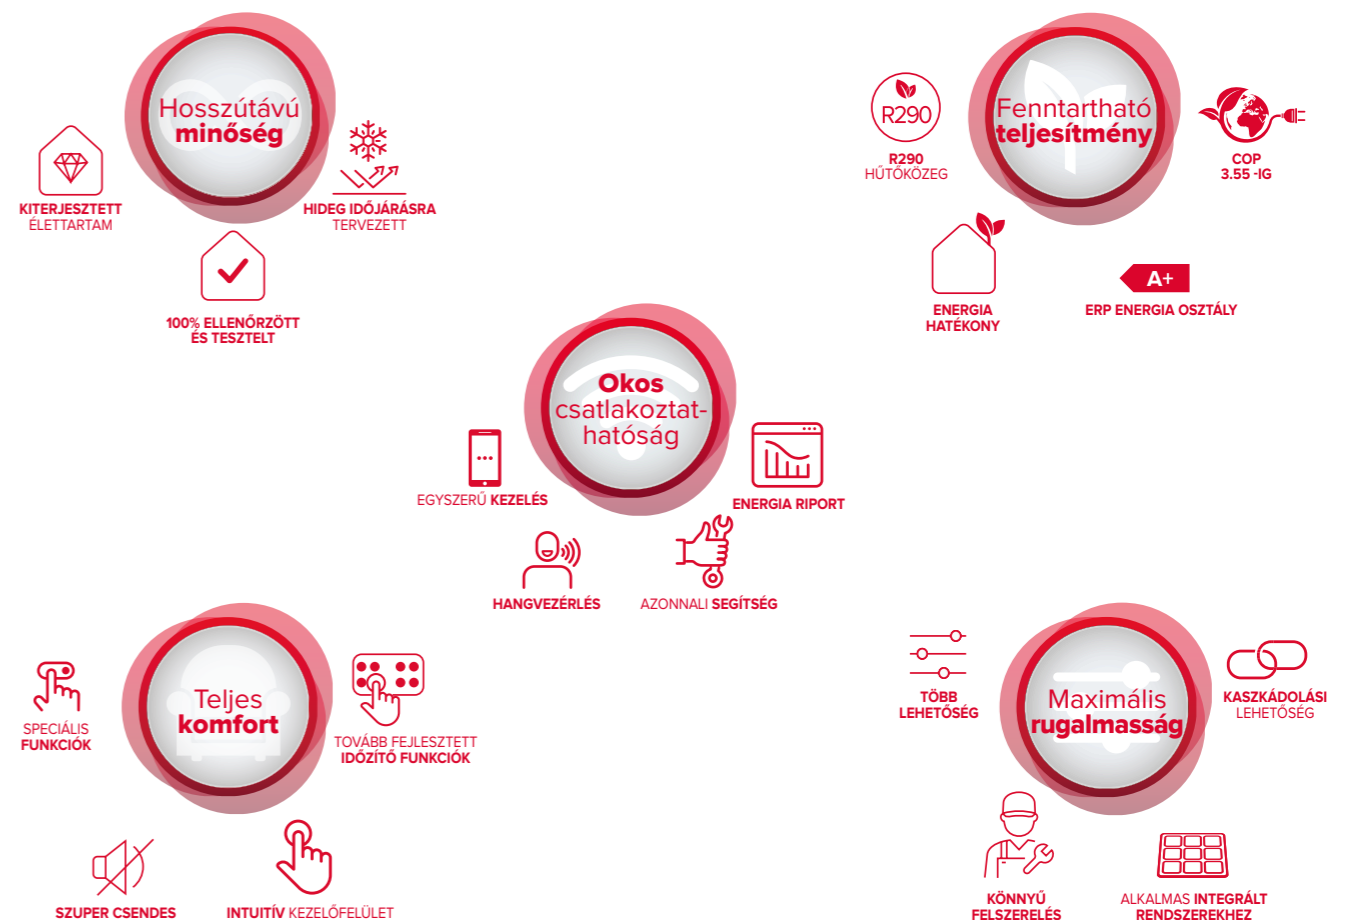 Hosszútávú
minőség
KITERJESZTETT
ÉLETTARTAM
HIDEG IDŐJÁRÁSRA
TERVEZETT
100% ELLENŐRZÖTT
ÉS TESZTELT
Fenntartható
teljesítmény
R290
R290
HŰTŐKÖZEG
COP
3.55 -IG
ENERGIA
HATÉKONY
A+
ERP ENERGIA OSZTÁLY
Okos
csatlakoztat-
hatóság
EGYSZERŰ KEZELÉS
ENERGIA RIPORT
HANGVEZÉRLÉS
AZONNALI SEGÍTSÉG
Teljes
komfort
SPECIÁLIS
FUNKCIÓK
TOVÁBB FEJLESZTETT
IDŐZÍTŐ FUNKCIÓK
SZUPER CSENDES
INTUITÍV KEZELŐFELÜLET
Maximális
rugalmasság
TÖBB
LEHETŐSÉG
KASZKÁDOLÁSI
LEHETŐSÉG
KÖNNYŰ
FELSZERELÉS
ALKALMAS INTEGRÁLT
RENDSZEREKHEZ